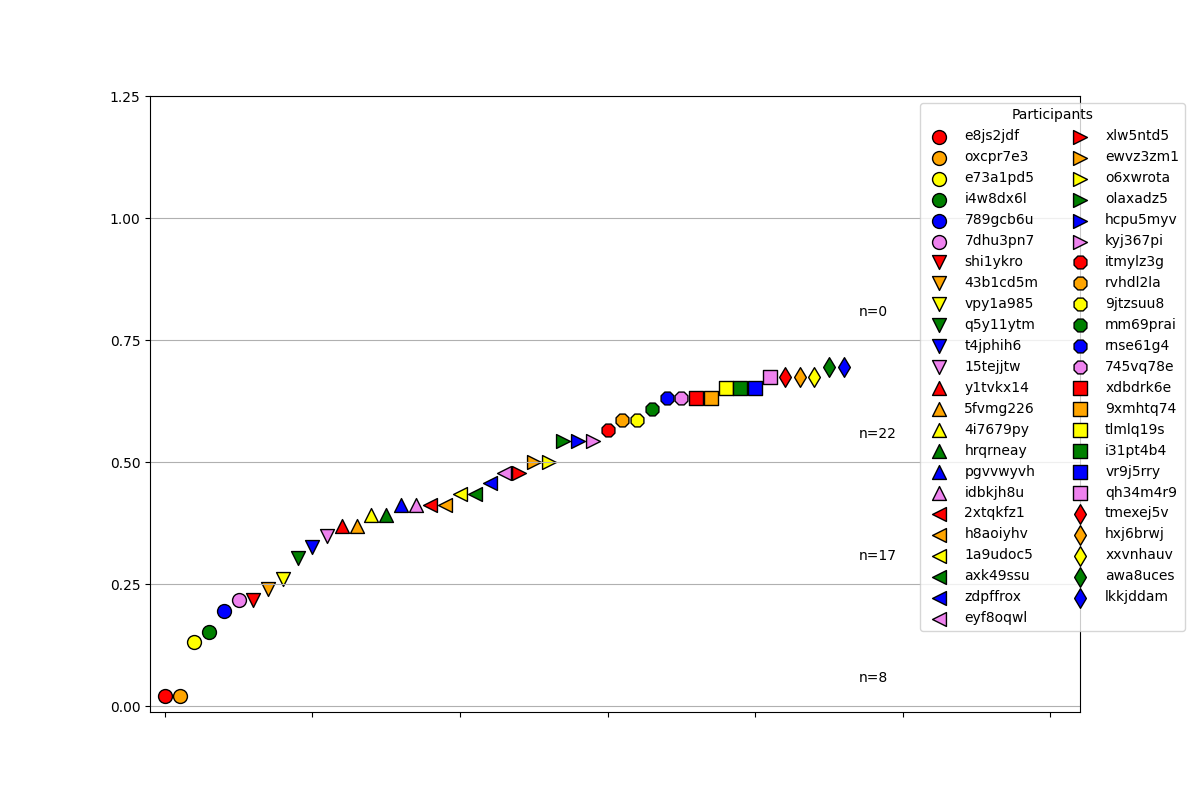 1.25
1.00
0.75
0.50
0.25
0.00
n=0
n=22
n=17
n=8
Participants
e8js2jdf
oxcpr7e3
e73a1pd5
i4w8dx6l
789gcb6u
7dhu3pn7
shi1ykro
43b1cd5m
vpy1a985
q5y11ytm
t4jphih6
15tejjtw
y1tvkx14
5fvmg226
4i7679py
hrqrneay
pgvvwyvh
idbkjh8u
2xtqkfz1
h8aoiyhv
1a9udoc5
axk49ssu
zdpffrox
eyf8oqwl
xlw5ntd5
ewvz3zm1
o6xwrota
olaxadz5
hcpu5myv
kyj367pi
itmylz3g
rvhdl2la
9jtzsuu8
mm69prai
rnse61g4
745vq78e
xdbdrk6e
9xmhtq74
tlmlq19s
i31pt4b4
vr9j5rry
qh34m4r9
tmexej5v
hxj6brwj
xxvnhauv
awa8uces
lkkjddam